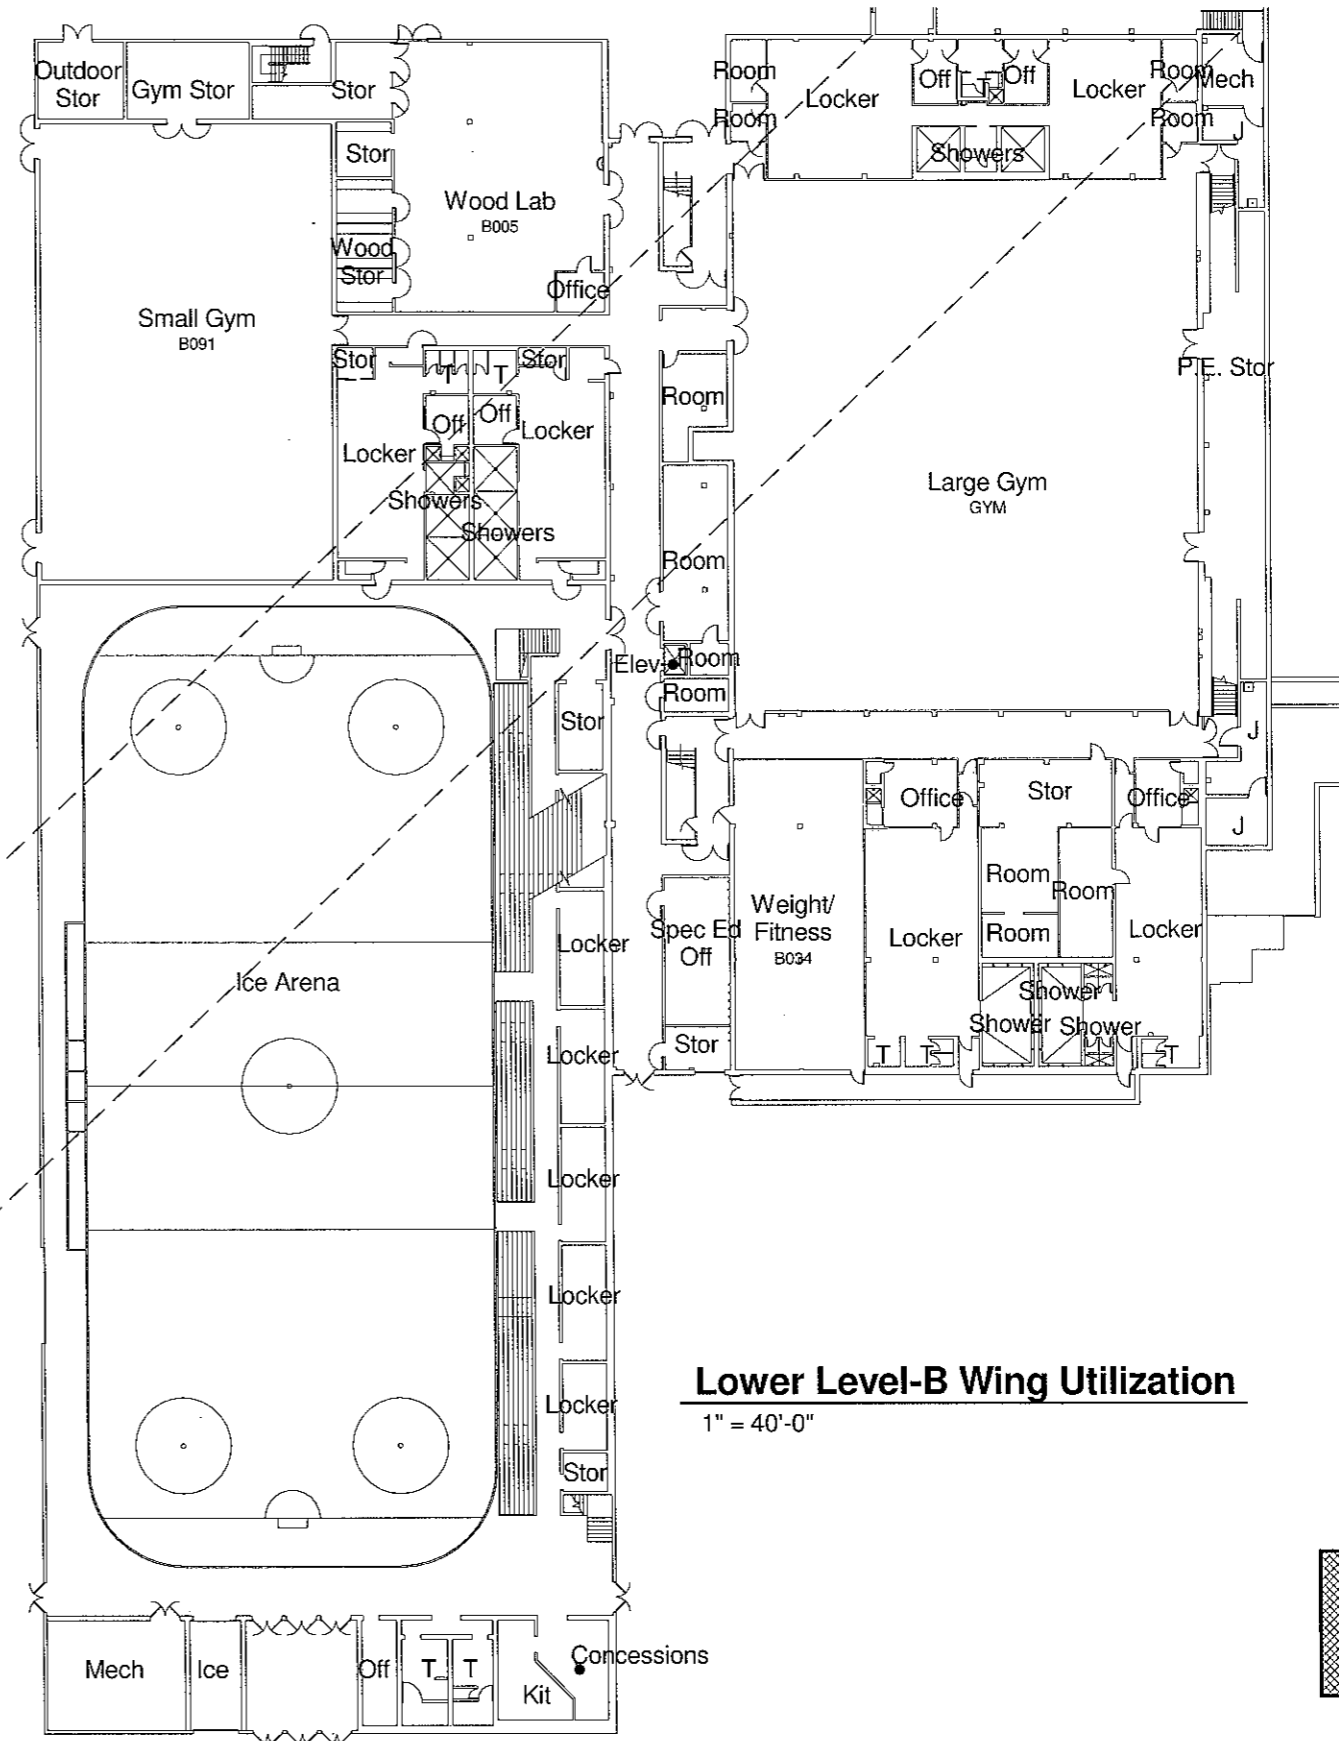 Outdoor
Stor
Gym Stor
Stor
Stor
Wood Lab
B005
Wood
Stor
Office
Small Gym
B091
Stor
T
T
Stor
Off
Off
Locker
Locker
Showers
Showers
Room
Room
Locker
Off
T
Off
Locker
Room
Mech
Room
J
Showers
P.E. Stor
Room
Large Gym
GYM
Room
Elev
Room
Room
Stor
J
Office
Stor
Office
J
Room
Room
Weight/
Fitness
B034
Spec Ed
Off
Locker
Room
Locker
Locker
Ice Arena
Shower
Shower
Shower
Stor
T
T
T
Locker
Locker
Locker
Locker
Stor
Lower Level-B Wing Utilization
1" = 40'-0"
Mech
Ice
Off
T
T
Kit
Concessions